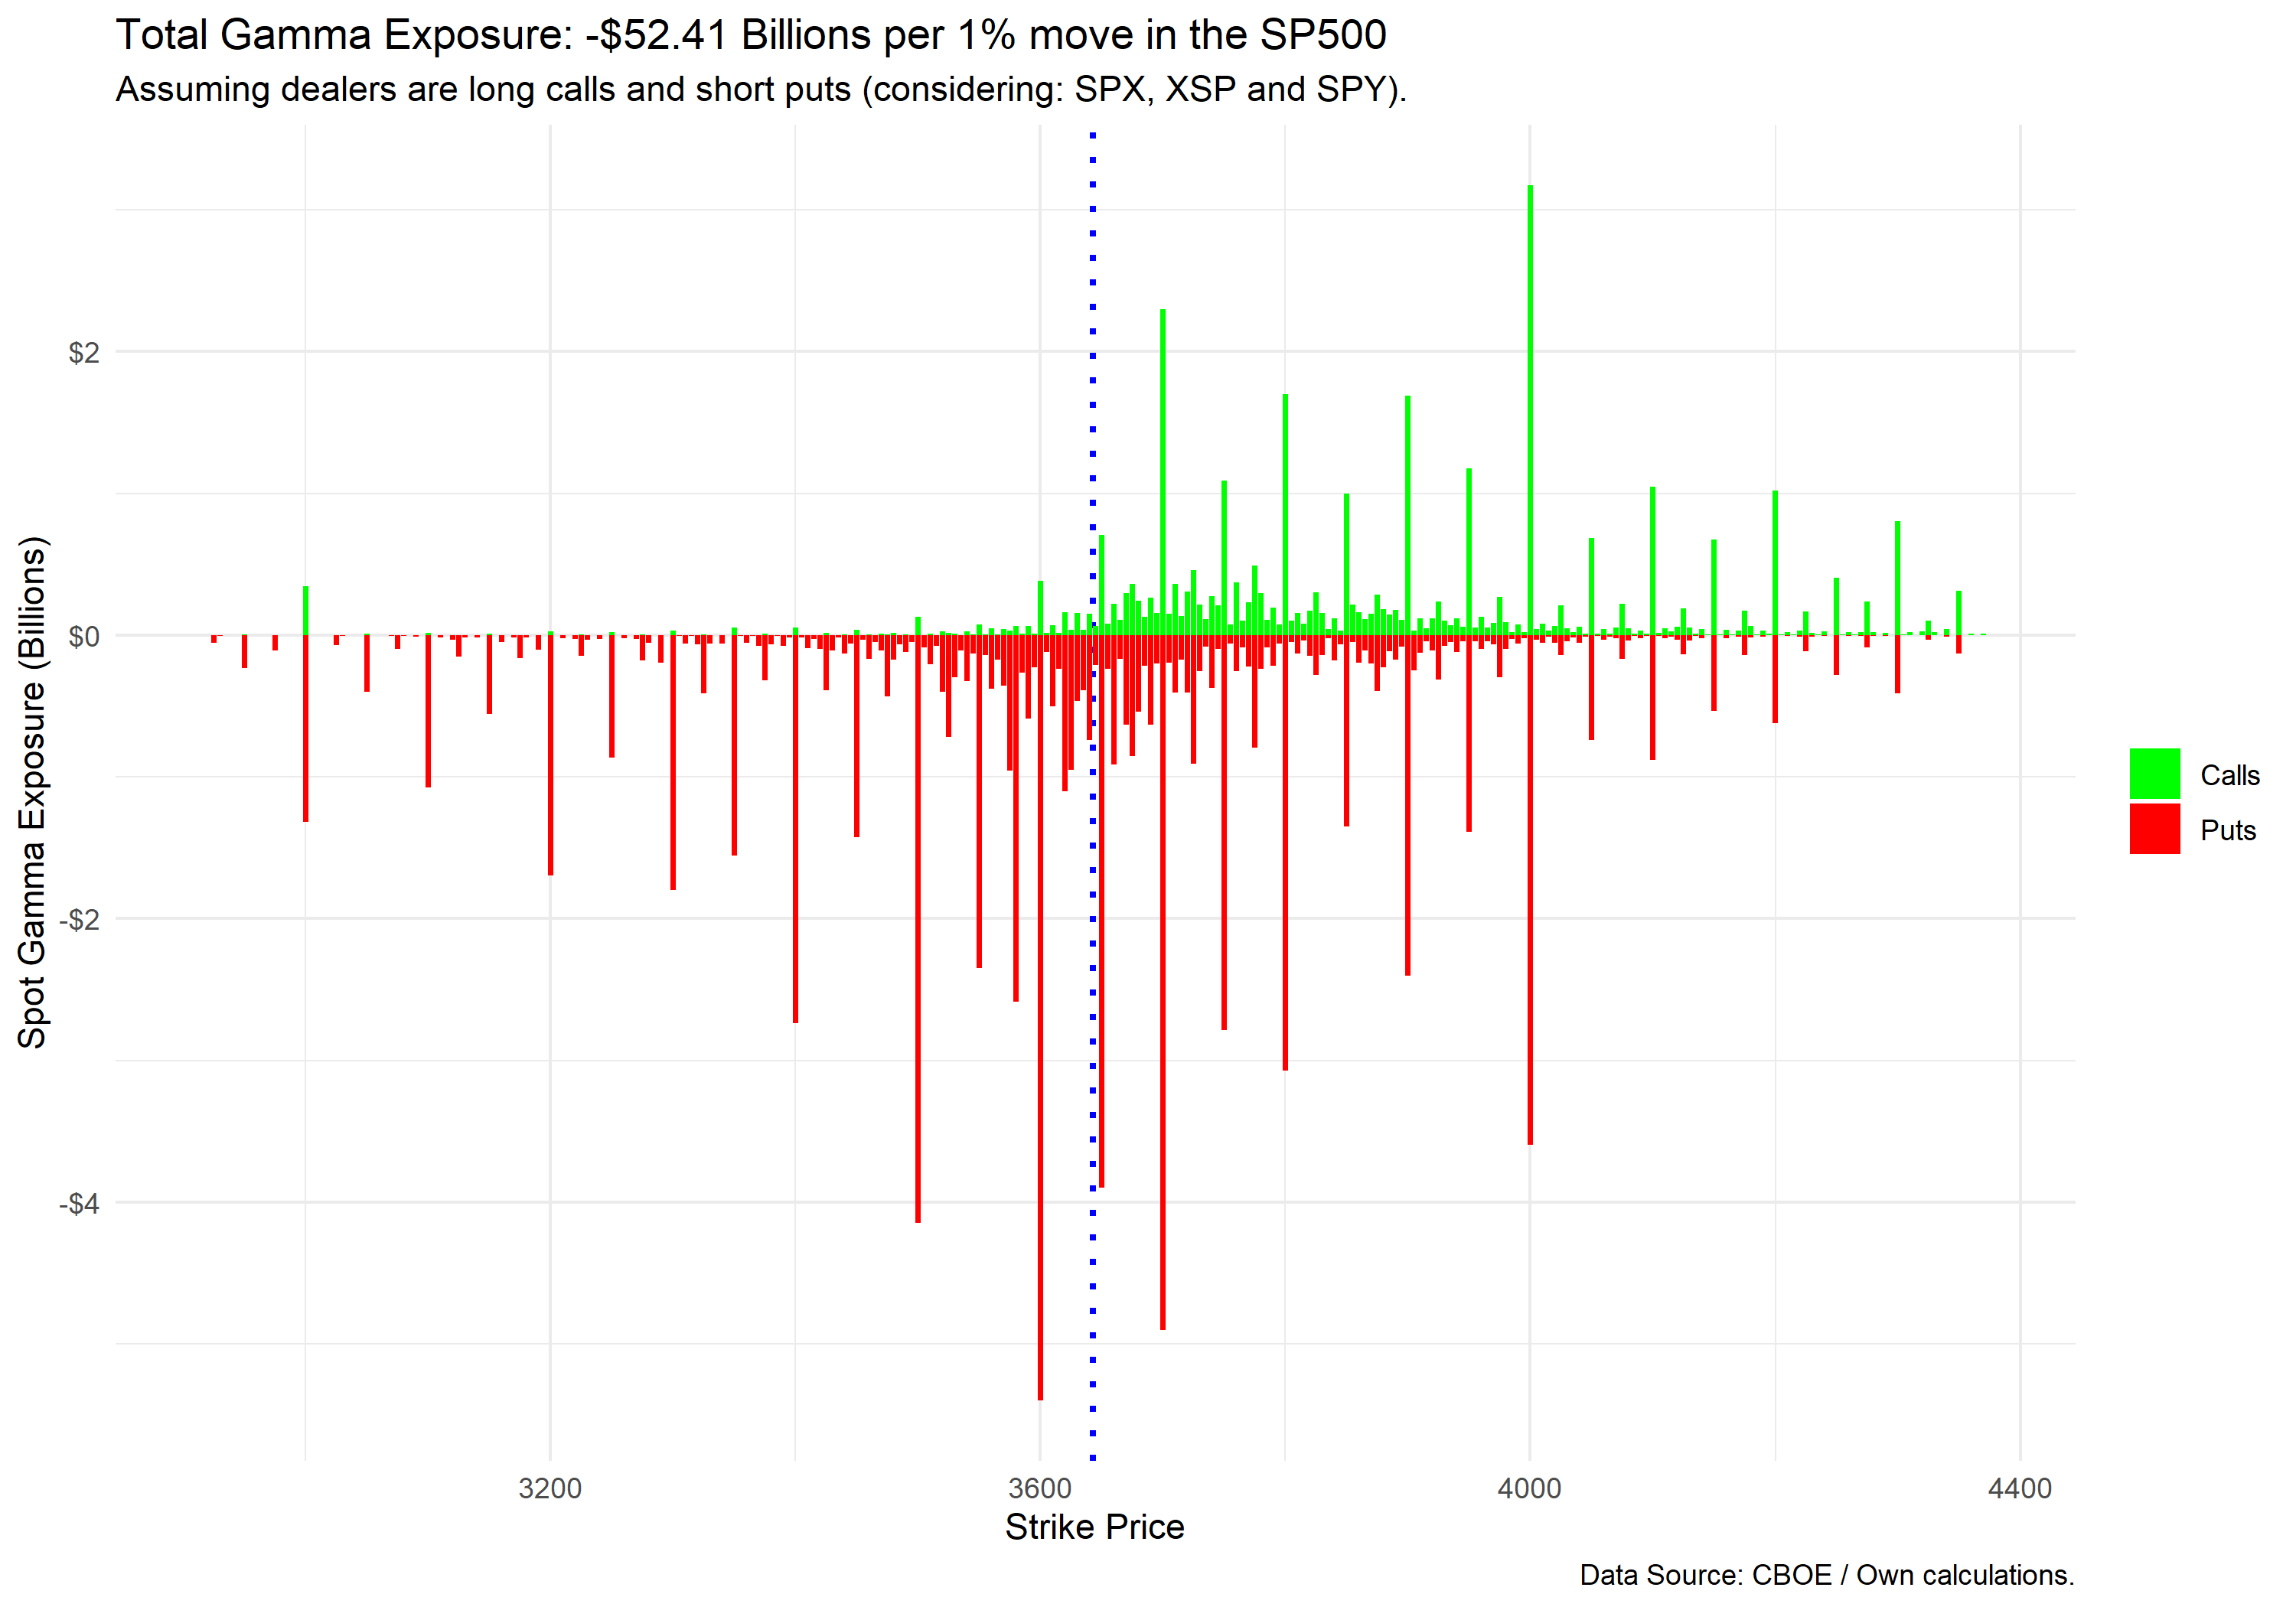 Total Gamma Exposure: -$52.41 Billions per 1% move in the SP500
Assuming dealers are long calls and short puts (considering: SPX, XSP and SPY).
Spot Gamma Exposure (Billions)
$2
$0
-$2
-$4
3200
3600
4000
4400
Strike Price
Calls
Puts
Data Source: CBOE / Own calculations.